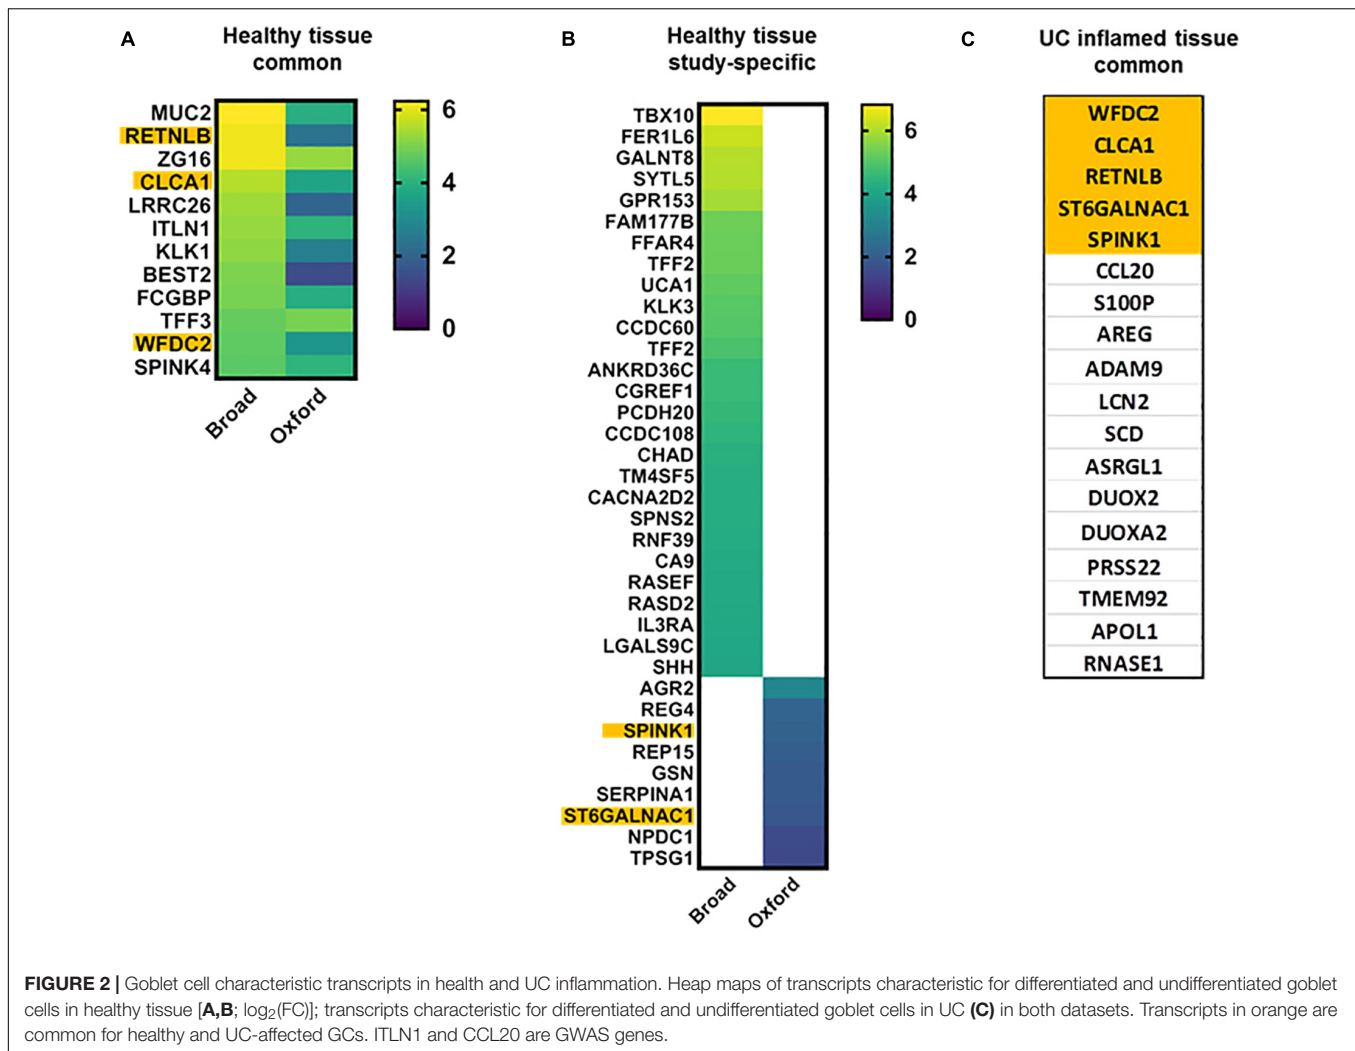 A
Healthy tissue
common
MUC2
RETNLB
ZG16
CLCA1
LRRC26
ITLN1
KLK1
BEST2
FCGBP
TFF3
WFDC2
SPINK4
Broad
Oxford
6
4
2
0
B
Healthy tissue
study-specific
TBX10
FER1L6
GALNT8
SYTL5
GPR153
FAM177B
FFAR4
TFF2
UCA1
KLK3
CCDC60
TFF2
ANKRD36C
CGREF1
PCDH20
CCDC108
CHAD
TM4SF5
CACNA2D2
SPNS2
RNF39
CA9
RASEF
RASD2
IL3RA
LGALS9C
SHH
AGR2
REG4
SPINK1
REP15
GSN
SERPINA1
ST6GALNAC1
NPDC1
TPSG1
Broad
Oxford
6
4
2
0
C
UC inflamed tissue
common
WFDC2
CLCA1
RETNLB
ST6GALNAC1
SPINK1
CCL20
S100P
AREG
ADAM9
LCN2
SCD
ASRGL1
DUOX2
DUOXA2
PRSS22
TMEM92
APOL1
RNASE1
FIGURE 2 | Goblet cell characteristic transcripts in health and UC inflammation. Heap maps of transcripts characteristic for differentiated and undifferentiated goblet
cells in healthy tissue [A,B; log₂(FC)]; transcripts characteristic for differentiated and undifferentiated goblet cells in UC (C) in both datasets. Transcripts in orange are
common for healthy and UC-affected GCs. ITLN1 and CCL20 are GWAS genes.